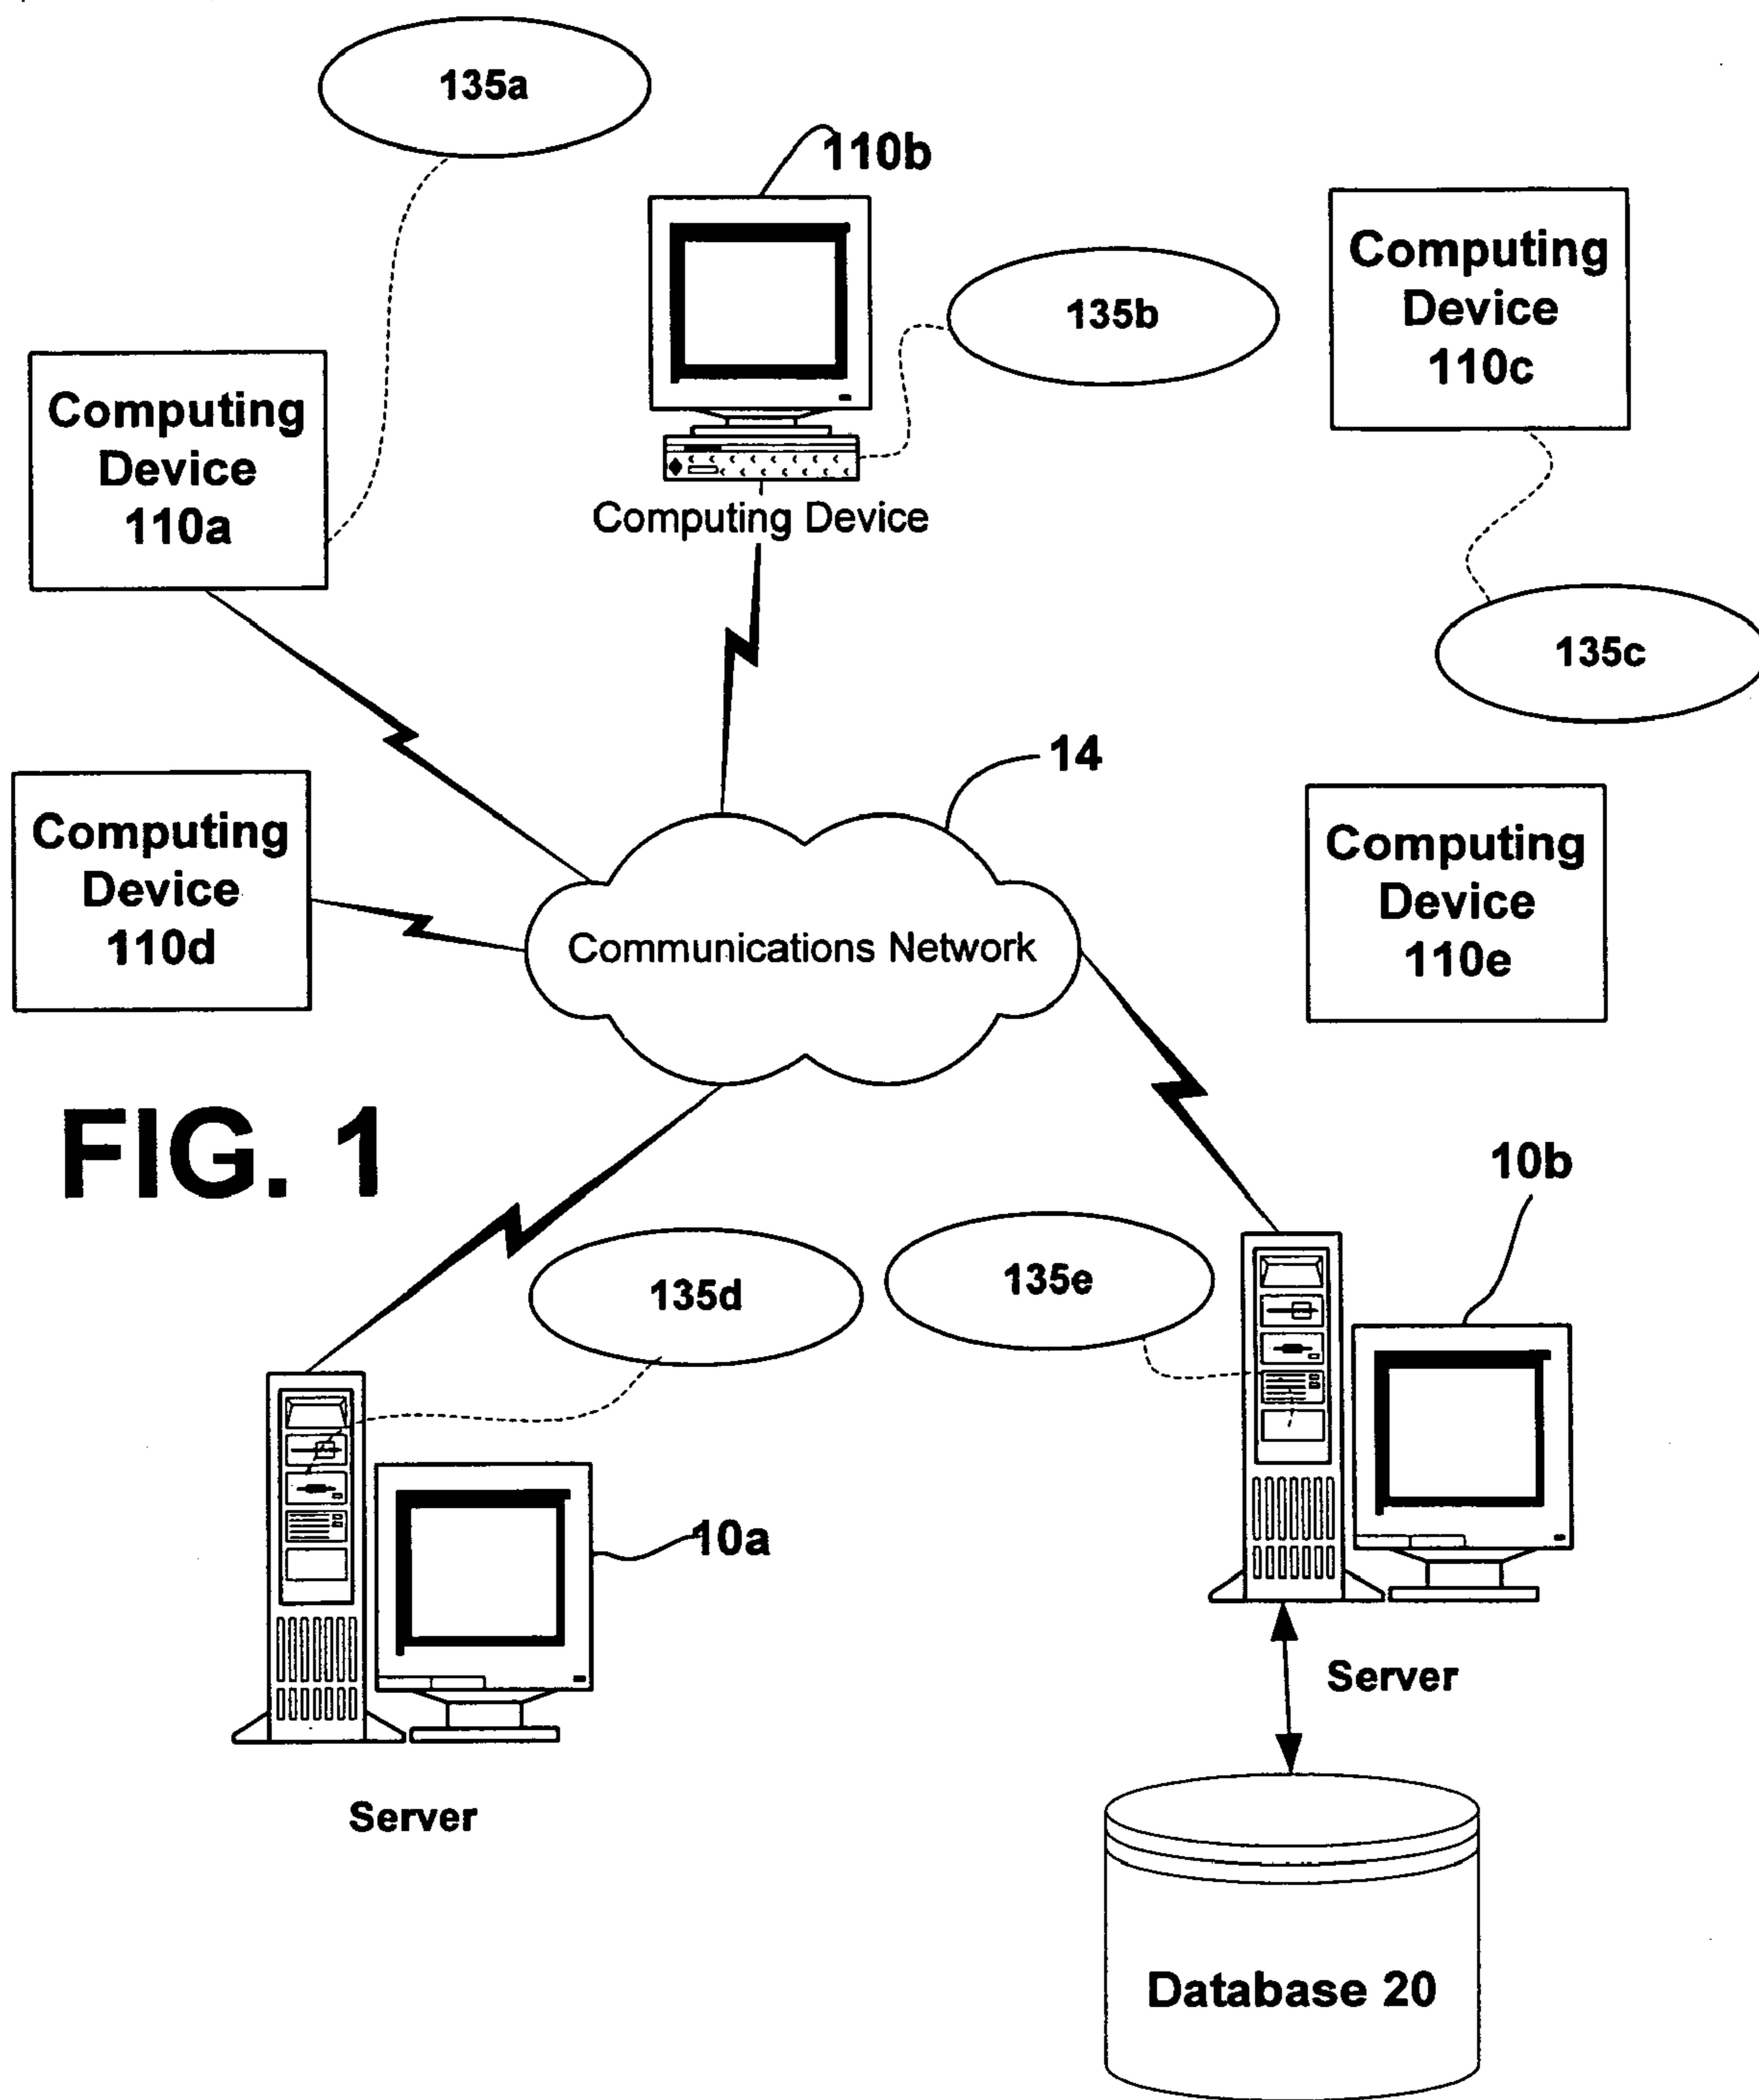 135a
110b
Computing
Device
110c
135b
Computing
Device
110a
Computing Device
135c
14
Computing
Device
110d
Computing
Device
110e
Communications Network
FIG. 1
10b
135d
135e
10a
Server
Server
Database 20